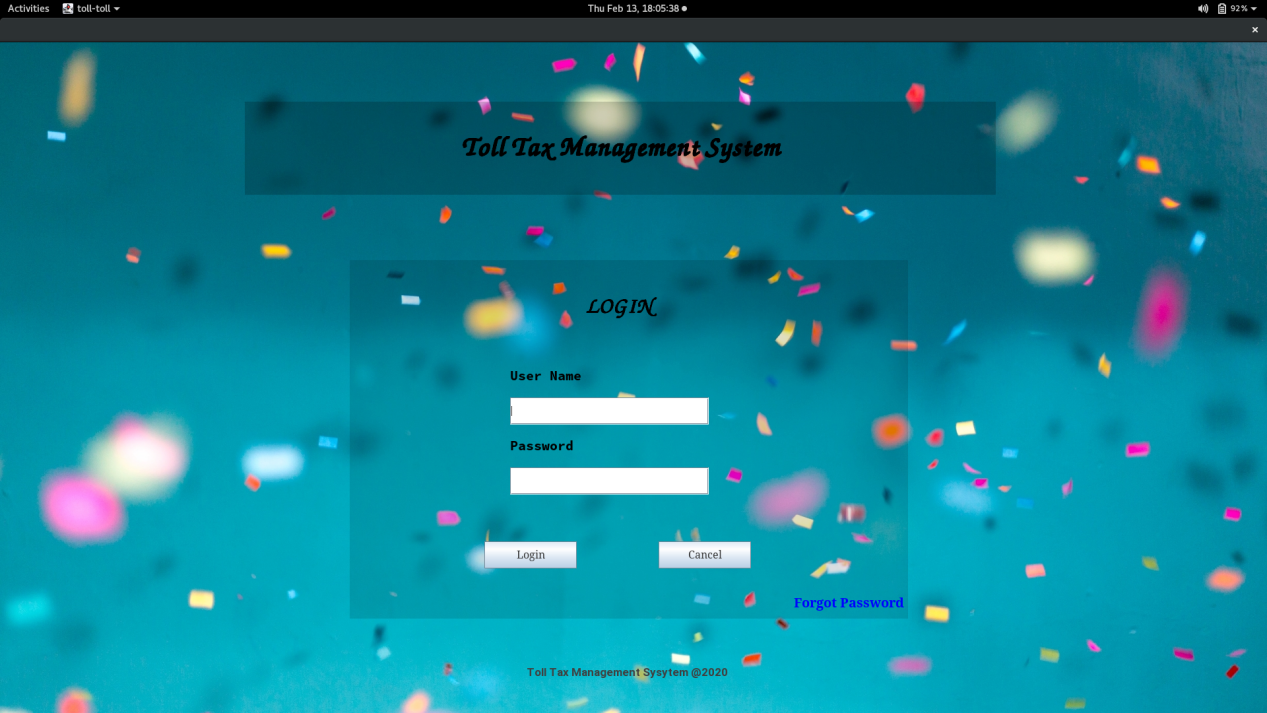 Activities toll-toll Thu Feb 13, 18:05:38 92%
Toll Tax Management System
LOGIN
User Name
Password
Login Cancel
Forgot Password
Toll Tax Management Sysytem @2020